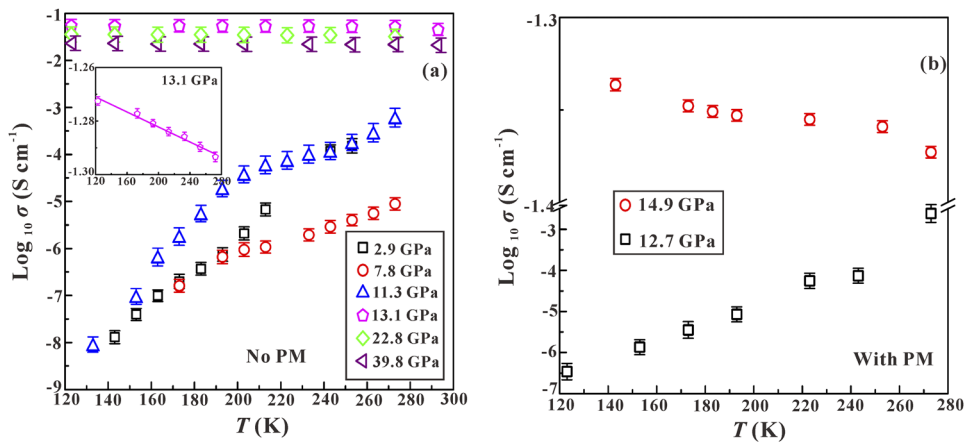 -1
-2
-3
-4
-5
-6
-7
-8
-9
Log 10 σ (S cm⁻¹)
120 140 160 180 200 220 240 260 280 300
T (K)
(a)
13.1 GPa
-1.26
-1.28
-1.30
120 160 200 240 280
No PM
2.9 GPa
7.8 GPa
11.3 GPa
13.1 GPa
22.8 GPa
39.8 GPa
-1.3
-1.4
-3
-4
-5
-6
-7
Log 10 σ (S cm⁻¹)
120 140 160 180 200 220 240 260 280
T (K)
(b)
14.9 GPa
12.7 GPa
With PM